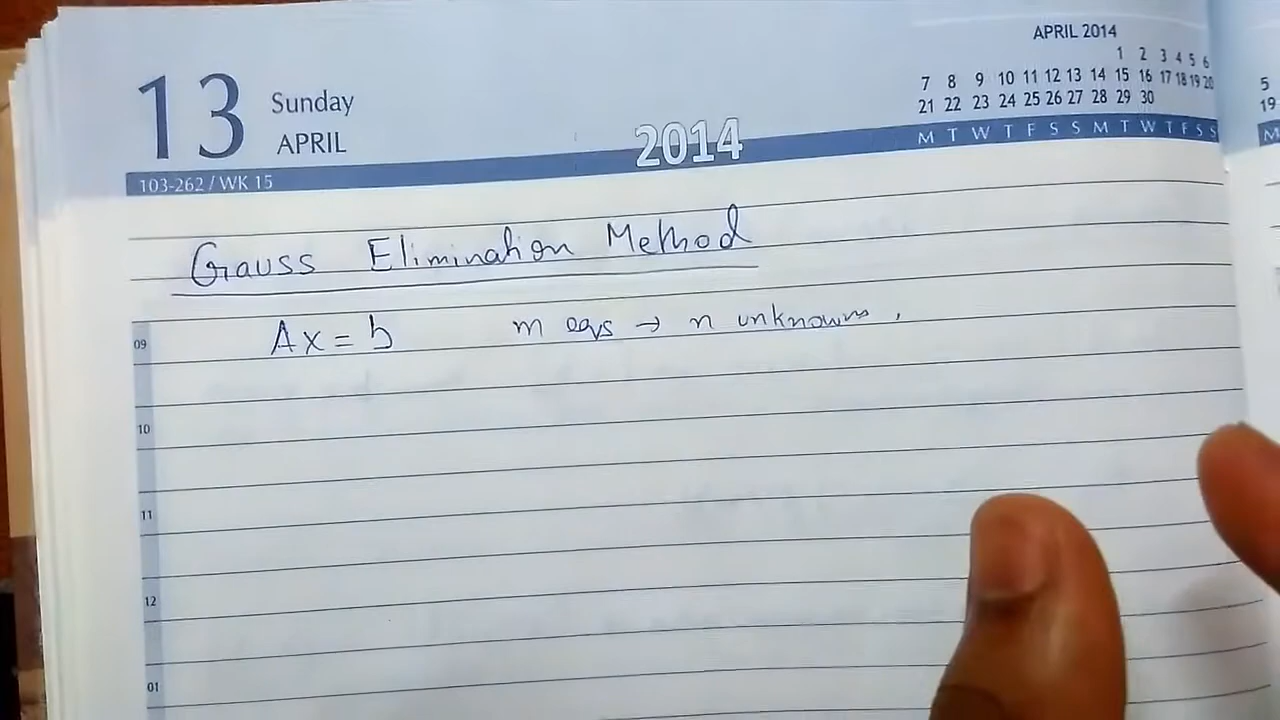 APRIL 2014
1 2 3 4 5 6
7 8 9 10 11 12 13 14 15 16 17 18 19 20
21 22 23 24 25 26 27 28 29 30
M T W T F S S M T W T F S S
13 Sunday
APRIL
2014
103-262 / WK 15
5
19
M
Gauss Elimination Method
09
Ax = b m eqs → n unknowns,
10
11
12
01